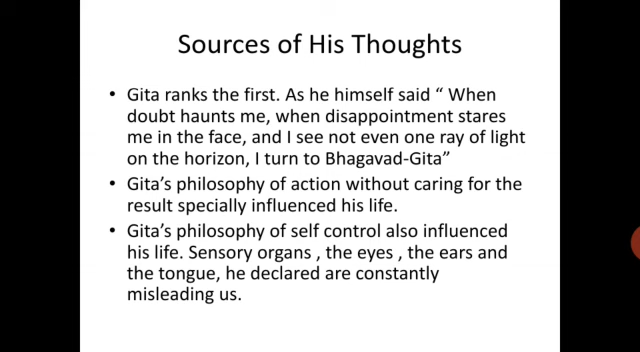 Sources of His Thoughts
• Gita ranks the first. As he himself said “ When
doubt haunts me, when disappointment stares
me in the face, and I see not even one ray of light
on the horizon, I turn to Bhagavad-Gita”
• Gita’s philosophy of action without caring for the
result specially influenced his life.
• Gita’s philosophy of self control also influenced
his life. Sensory organs , the eyes , the ears and
the tongue, he declared are constantly
misleading us.